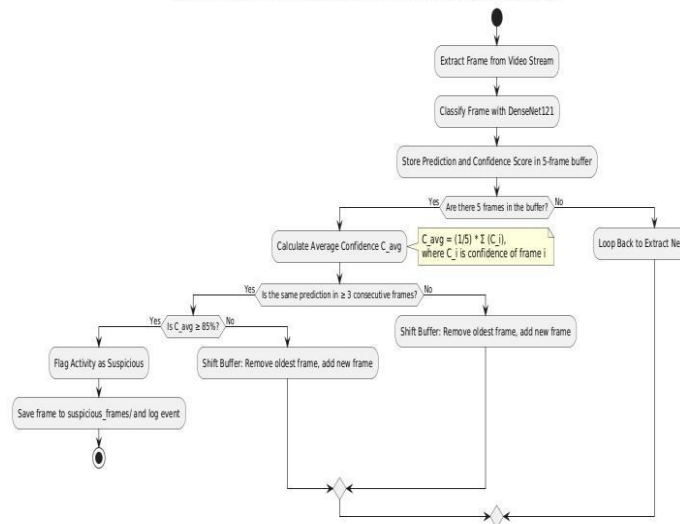 Extract Frame from Video Stream
Classify Frame with DenseNet121
Store Prediction and Confidence Score in 5-frame buffer
Yes Are there 5 frames in the buffer? No
Calculate Average Confidence C_avg
C_avg = (1/5) * Σ (C_i),
where C_i is confidence of frame i
Loop Back to Extract Ne
Yes Is the same prediction in ≥ 3 consecutive frames? No
Yes Is C_avg ≥ 85%? No
Shift Buffer: Remove oldest frame, add new frame
Flag Activity as Suspicious
Shift Buffer: Remove oldest frame, add new frame
Save frame to suspicious_frames/ and log event